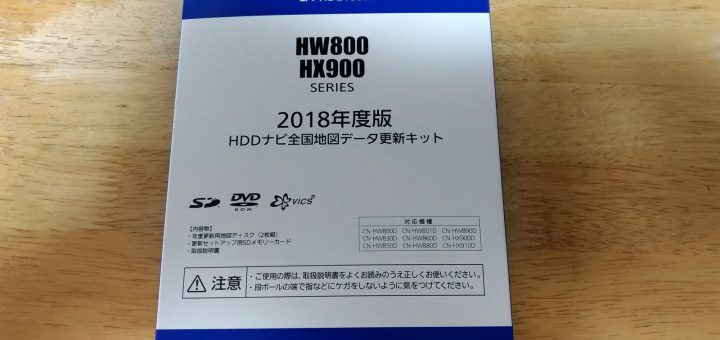 HW800
HX900
SERIES
2018年度版
HDDナビ全国地図データ更新キット
SD DVD ROM VICS
【内容物】
・年度更新用地図ディスク（2枚組）
・更新セットアップ用SDメモリーカード
・取扱説明書
対応機種
CN-HW800D CN-HW851D CN-HW890D
CN-HW830D CN-HW860D CN-HX900D
CN-HW850D CN-HW880D CN-HX910D
注意
・ご使用の際は、取扱説明書をよくお読みのうえ正しくお使いください。
・段ボールの端で指などにケガをしないように気をつけてください。